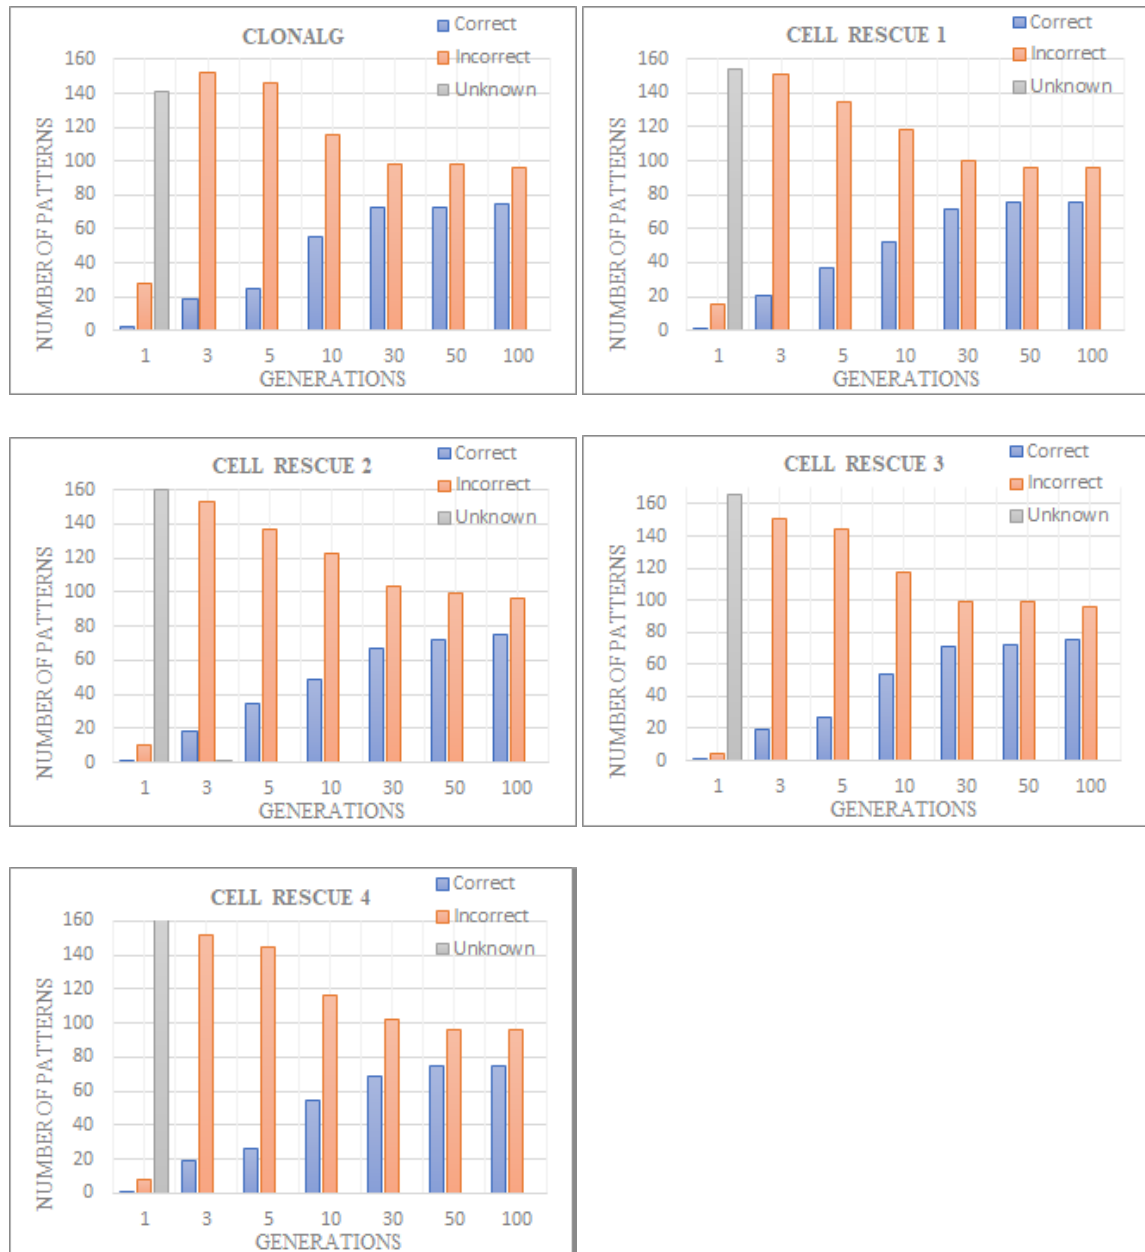 CLONALG
Correct
Incorrect
Unknown
160
140
120
100
80
60
40
20
0
NUMBER OF PATTERNS
1 3 5 10 30 50 100
GENERATIONS
CELL RESCUE 1
Correct
Incorrect
Unknown
160
140
120
100
80
60
40
20
0
NUMBER OF PATTERNS
1 3 5 10 30 50 100
GENERATIONS
CELL RESCUE 2
Correct
Incorrect
Unknown
160
140
120
100
80
60
40
20
0
NUMBER OF PATTERNS
1 3 5 10 30 50 100
GENERATIONS
CELL RESCUE 3
Correct
Incorrect
Unknown
160
140
120
100
80
60
40
20
0
NUMBER OF PATTERNS
1 3 5 10 30 50 100
GENERATIONS
CELL RESCUE 4
Correct
Incorrect
Unknown
160
140
120
100
80
60
40
20
0
NUMBER OF PATTERNS
1 3 5 10 30 50 100
GENERATIONS